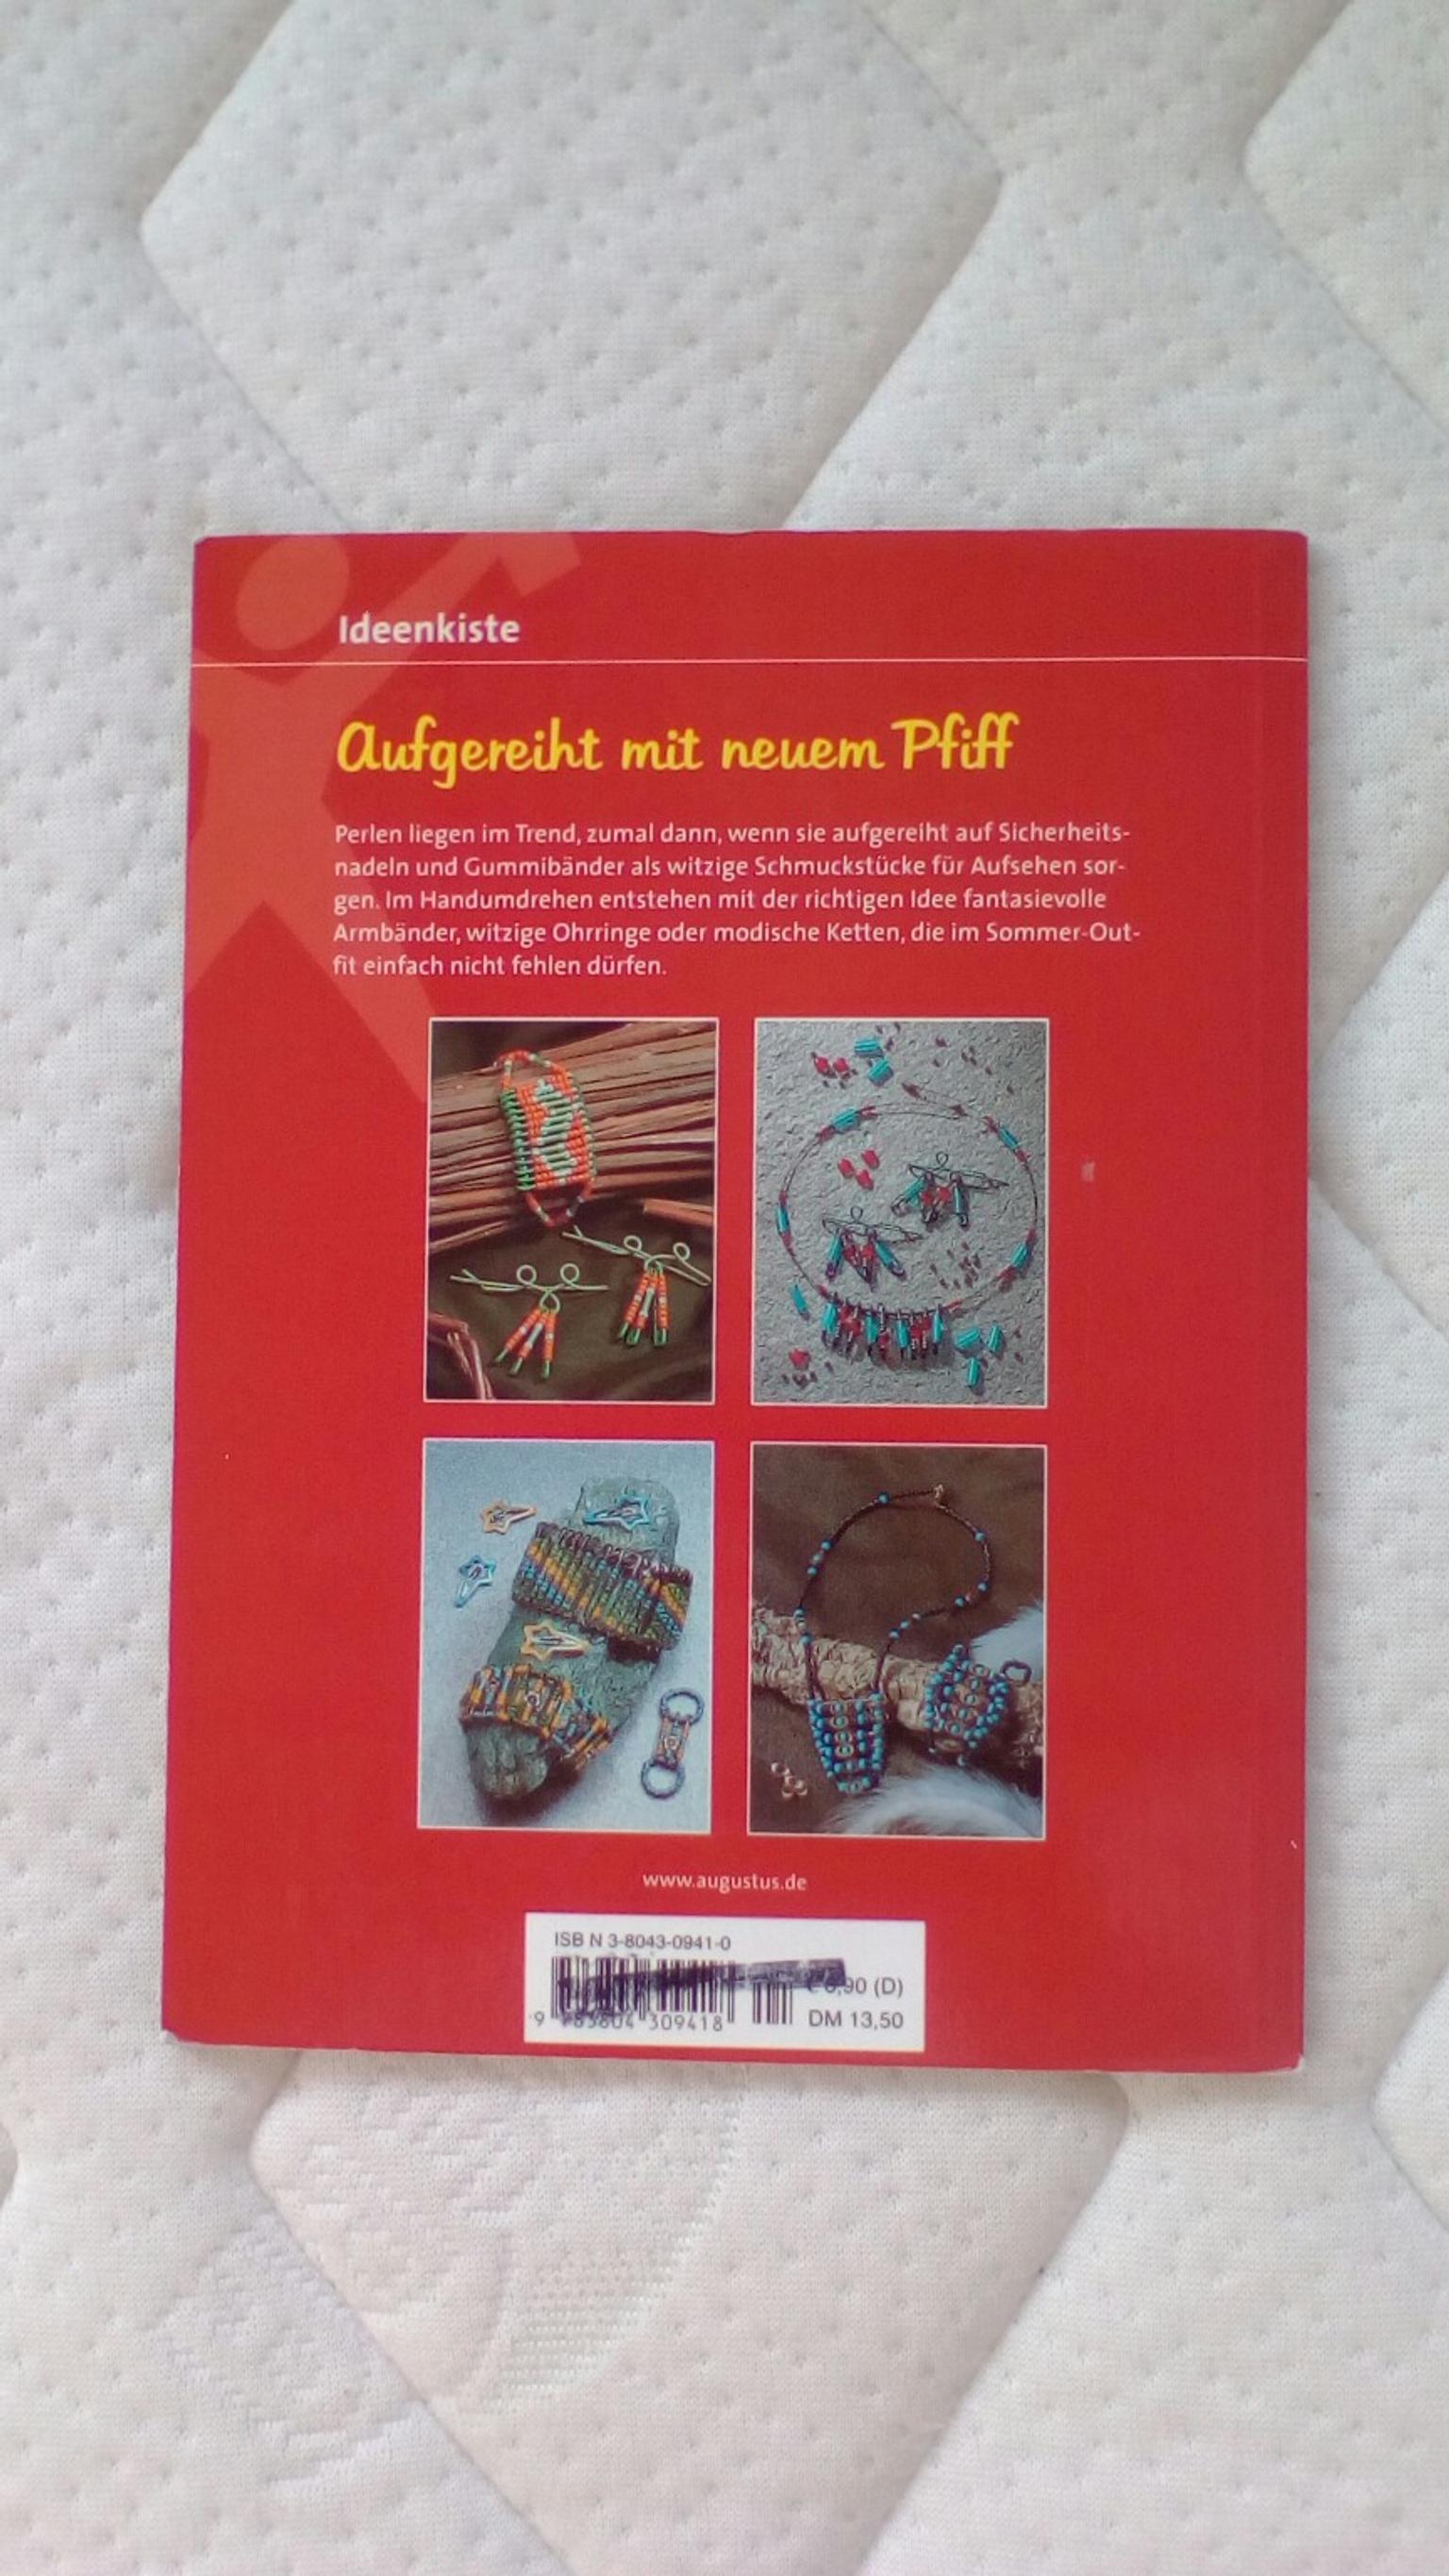 Ideenkiste
Aufgereiht mit neuem Pfiff
Perlen liegen im Trend, zumal dann, wenn sie aufgereiht auf Sicherheits-
nadeln und Gummibänder als witzige Schmuckstücke für Aufsehen sor-
gen. Im Handumdrehen entstehen mit der richtigen Idee fantasievolle
Armbänder, witzige Ohrringe oder modische Ketten, die im Sommer-Out-
fit einfach nicht fehlen dürfen.
www.augustus.de
ISB N 3-8043-0941-0
(D)
9 783804 309418 DM 13,50